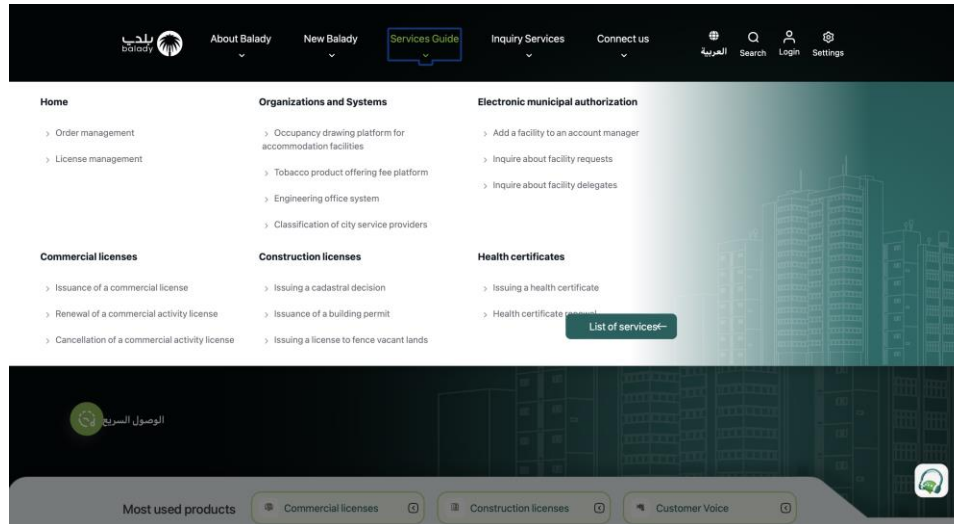 بلدي
balady
About Balady
New Balady
Services Guide
Inquiry Services
Connect us
العربية
Search
Login
Settings
Home
Order management
License management
Organizations and Systems
Occupancy drawing platform for
accommodation facilities
Tobacco product offering fee platform
Engineering office system
Classification of city service providers
Electronic municipal authorization
Add a facility to an account manager
Inquire about facility requests
Inquire about facility delegates
Commercial licenses
Issuance of a commercial license
Renewal of a commercial activity license
Cancellation of a commercial activity license
Construction licenses
Issuing a cadastral decision
Issuance of a building permit
Issuing a license to fence vacant lands
Health certificates
Issuing a health certificate
Health certificate
List of services←
الوصول السريع
Most used products
Commercial licenses
Construction licenses
Customer Voice